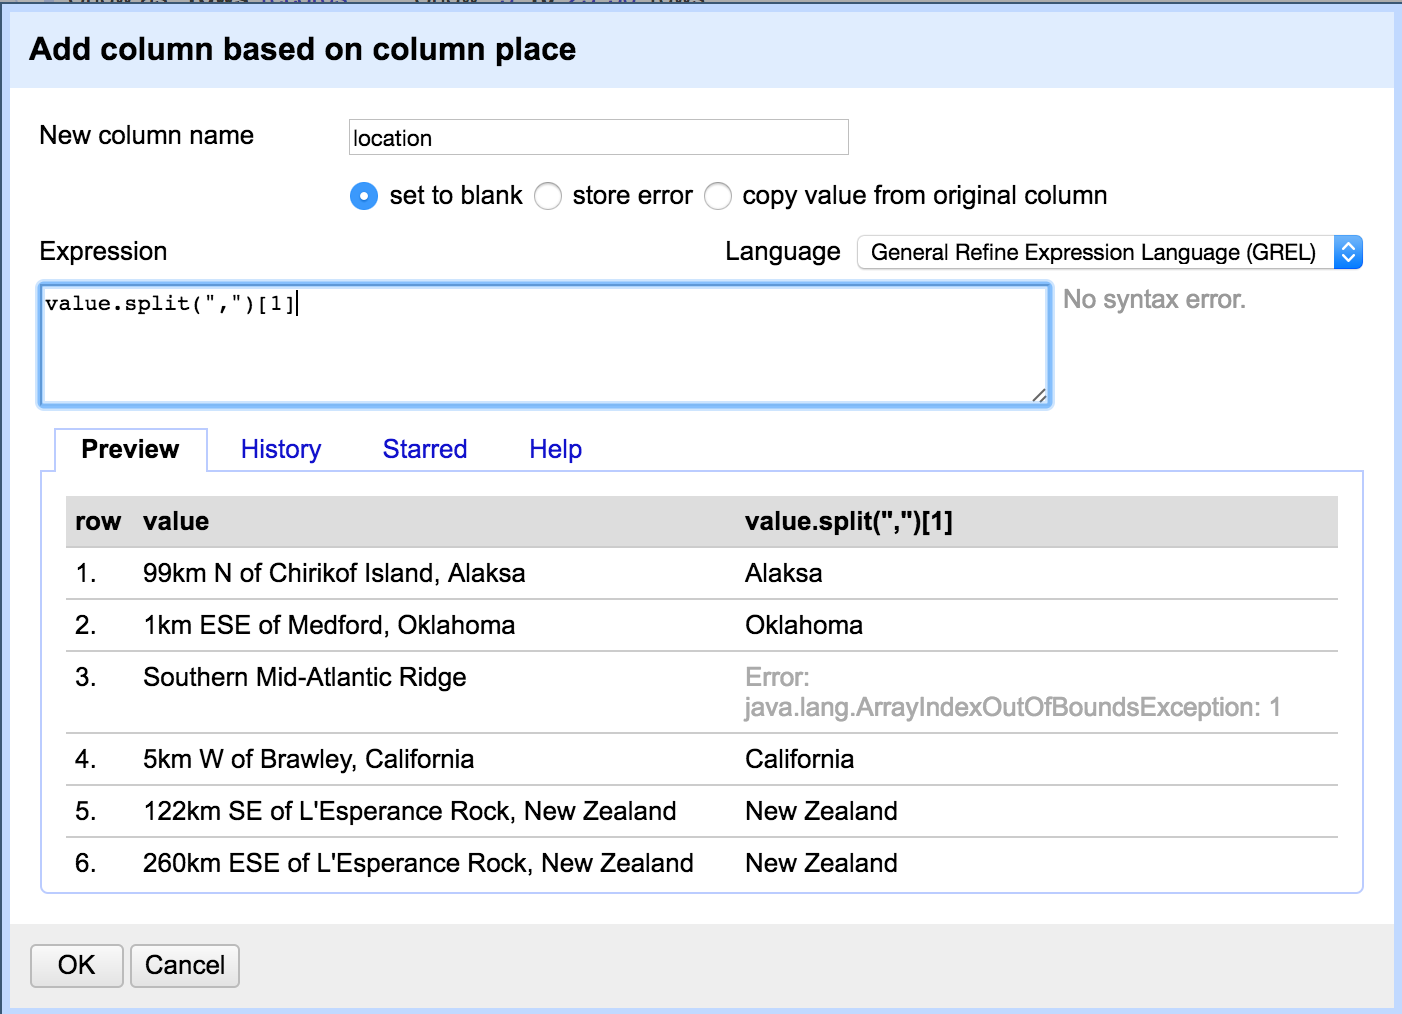 Add column based on column place
New column name
location
set to blank store error copy value from original column
Expression Language General Refine Expression Language (GREL)
value.split(",")[1]
No syntax error.
Preview History Starred Help
row value value.split(",")[1]
1. 99km N of Chirikof Island, Alaksa Alaksa
2. 1km ESE of Medford, Oklahoma Oklahoma
3. Southern Mid-Atlantic Ridge Error:
java.lang.ArrayIndexOutOfBoundsException: 1
4. 5km W of Brawley, California California
5. 122km SE of L'Esperance Rock, New Zealand New Zealand
6. 260km ESE of L'Esperance Rock, New Zealand New Zealand
OK Cancel